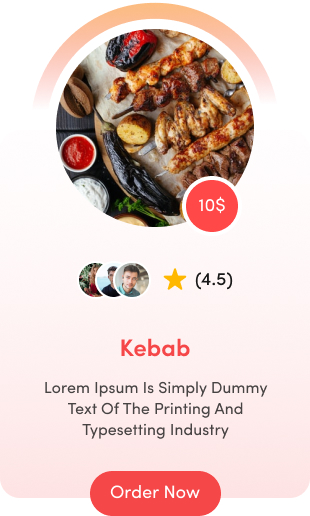 10$
(4.5)
Kebab
Lorem Ipsum Is Simply Dummy
Text Of The Printing And
Typesetting Industry
Order Now